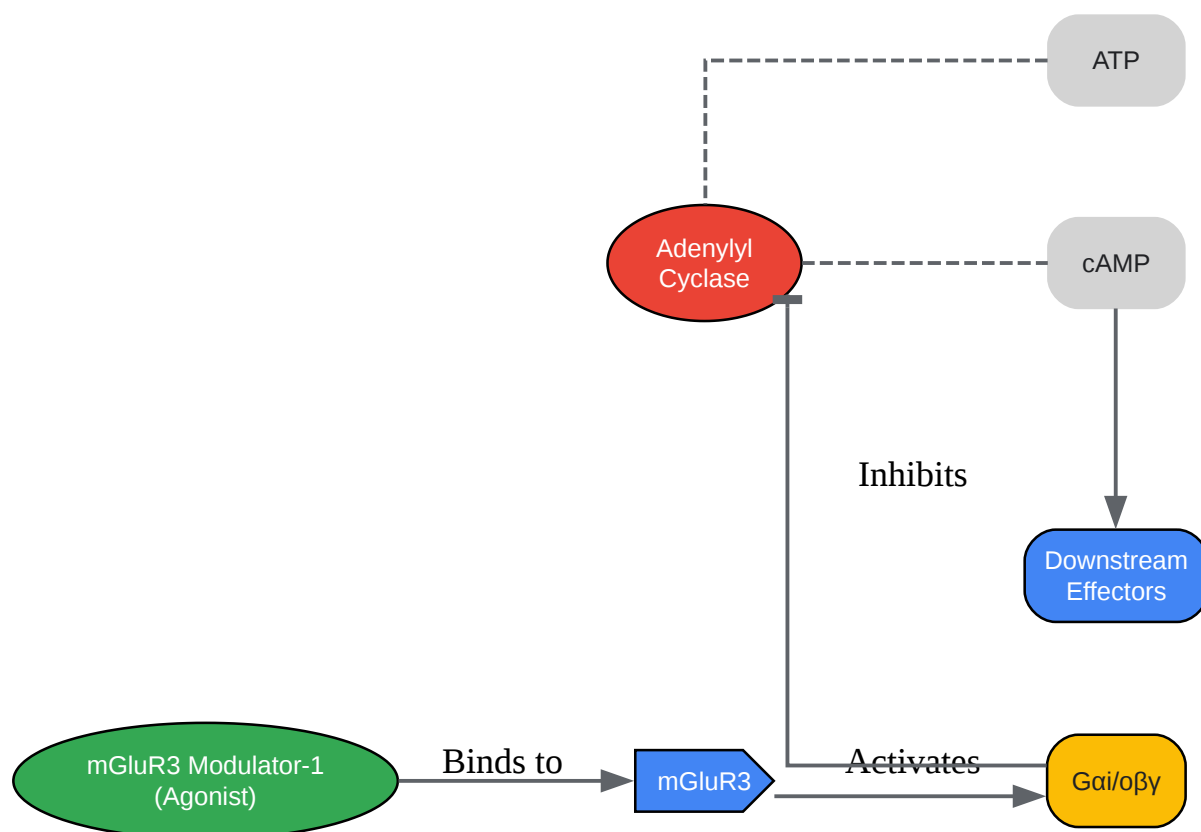 ATP
Adenylyl
Cyclase
cAMP
Inhibits
Downstream
Effectors
mGluR3 Modulator-1
(Agonist)
Binds to
mGluR3
Activates
Gαi/oβγ